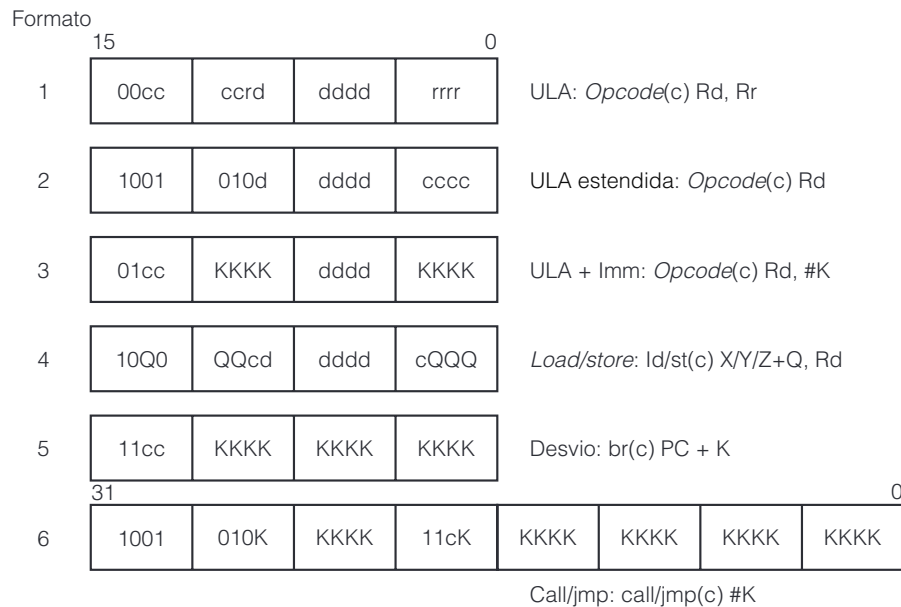 Formato
15 0
1 00cc ccrd dddd rrrr ULA: Opcode(c) Rd, Rr
2 1001 010d dddd cccc ULA estendida: Opcode(c) Rd
3 01cc KKKK dddd KKKK ULA + Imm: Opcode(c) Rd, #K
4 10Q0 QQcd dddd cQQQ Load/store: ld/st(c) X/Y/Z+Q, Rd
5 11cc KKKK KKKK KKKK Desvio: br(c) PC + K
31 0
6 1001 010K KKKK 11cK KKKK KKKK KKKK KKKK
Call/jmp: call/jmp(c) #K